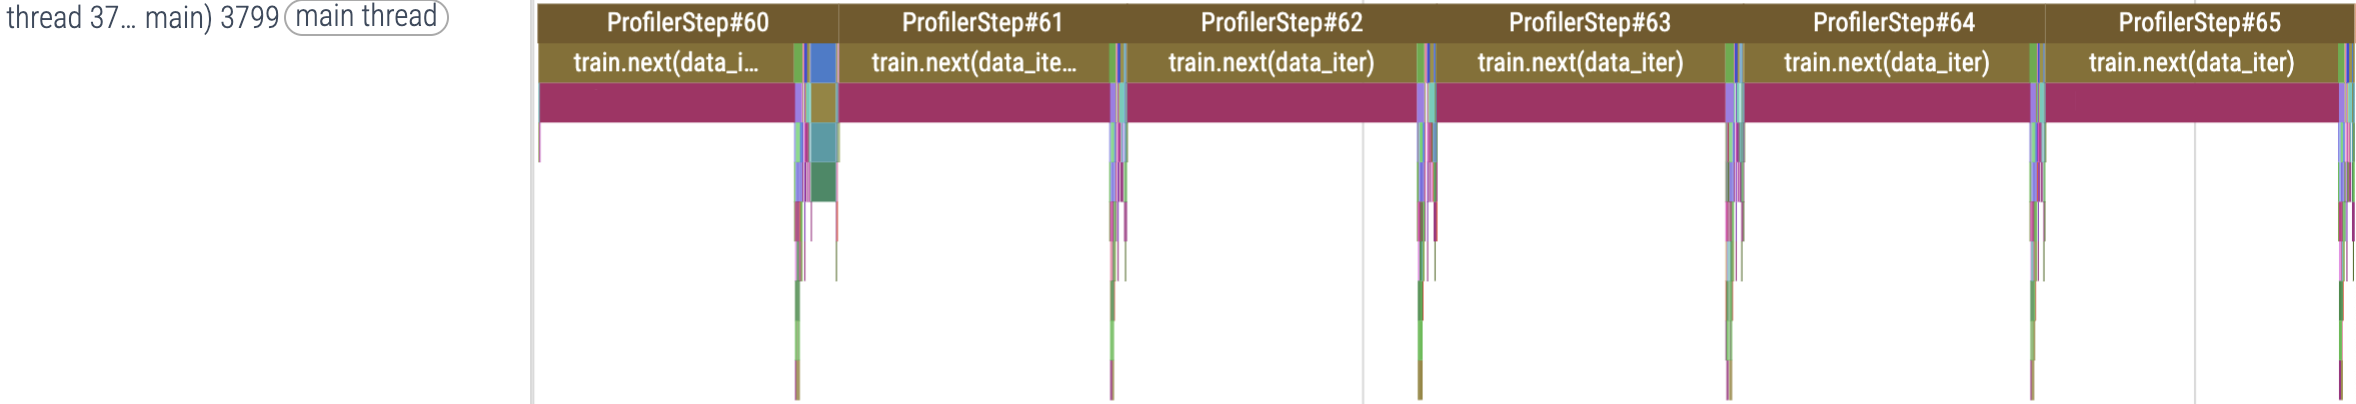 thread 37… main) 3799 main thread
ProfilerStep#60 ProfilerStep#61 ProfilerStep#62 ProfilerStep#63 ProfilerStep#64 ProfilerStep#65
train.next(data_i… train.next(data_ite… train.next(data_iter) train.next(data_iter) train.next(data_iter) train.next(data_iter)